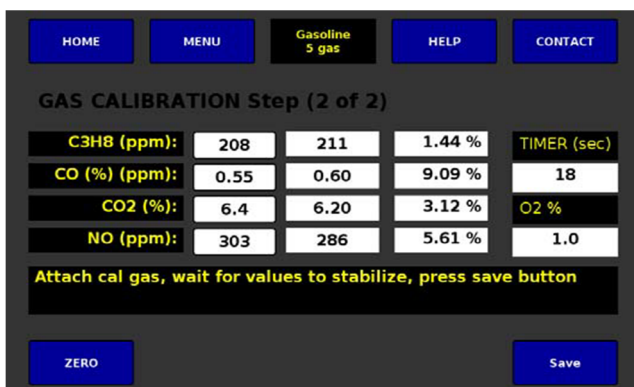 HOME MENU Gasoline 5 gas HELP CONTACT
GAS CALIBRATION Step (2 of 2)
C3H8 (ppm): 208 211 1.44 % TIMER (sec)
CO (%) (ppm): 0.55 0.60 9.09 % 18
CO2 (%): 6.4 6.20 3.12 % O2 %
NO (ppm): 303 286 5.61 % 1.0
Attach cal gas, wait for values to stabilize, press save button
ZERO Save